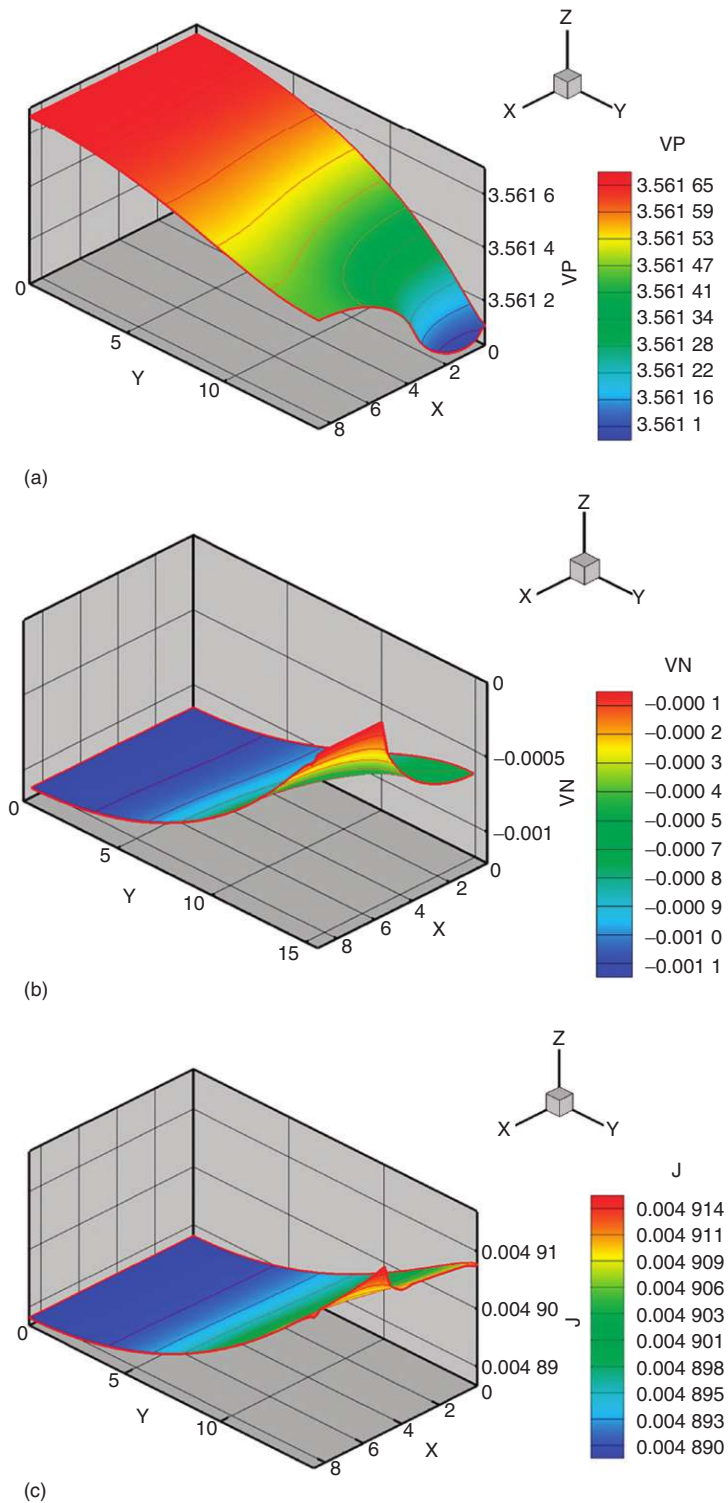 Z
X
Y
VP
3.561 65
3.561 59
3.561 53
3.561 47
3.561 41
3.561 34
3.561 28
3.561 22
3.561 16
3.561 1
3.561 6
3.561 4
3.561 2
VP
0
5
10
Y
0
2
4
6
8
X
(a)
Z
X
Y
VN
−0.000 1
−0.000 2
−0.000 3
−0.000 4
−0.000 5
−0.000 7
−0.000 8
−0.000 9
−0.001 0
−0.001 1
0
−0.0005
−0.001
VN
0
5
10
15
Y
0
2
4
6
8
X
(b)
Z
X
Y
J
0.004 914
0.004 911
0.004 909
0.004 906
0.004 903
0.004 901
0.004 898
0.004 895
0.004 893
0.004 890
0.004 91
0.004 90
0.004 89
J
0
5
10
Y
0
2
4
6
8
X
(c)